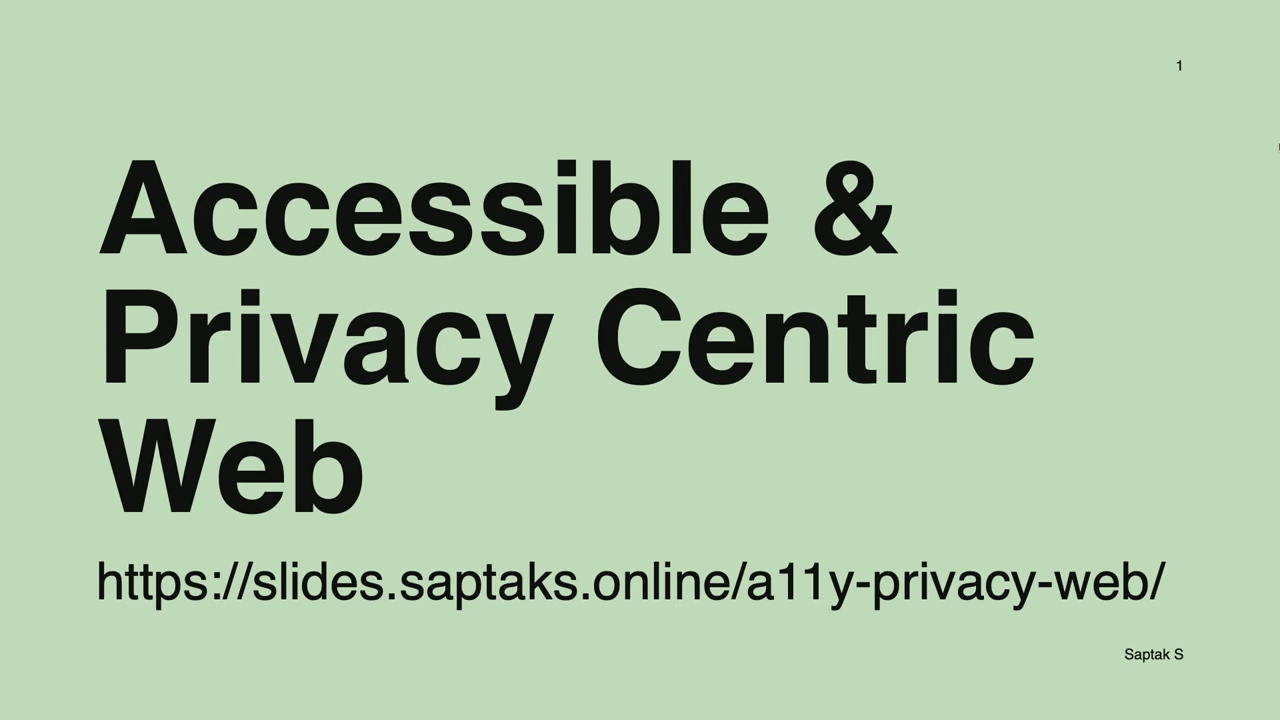 1
Accessible &
Privacy Centric
Web
https://slides.saptaks.online/a11y-privacy-web/
Saptak S